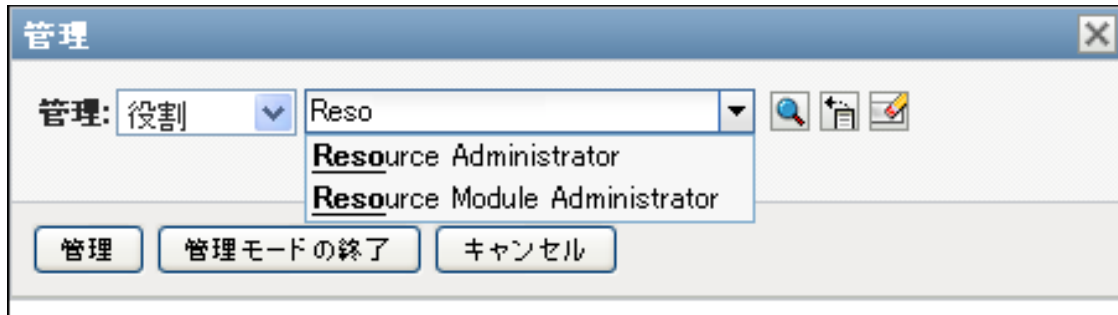 管理
管理: 役割 Reso
Resource Administrator
Resource Module Administrator
管理 管理モードの終了 キャンセル